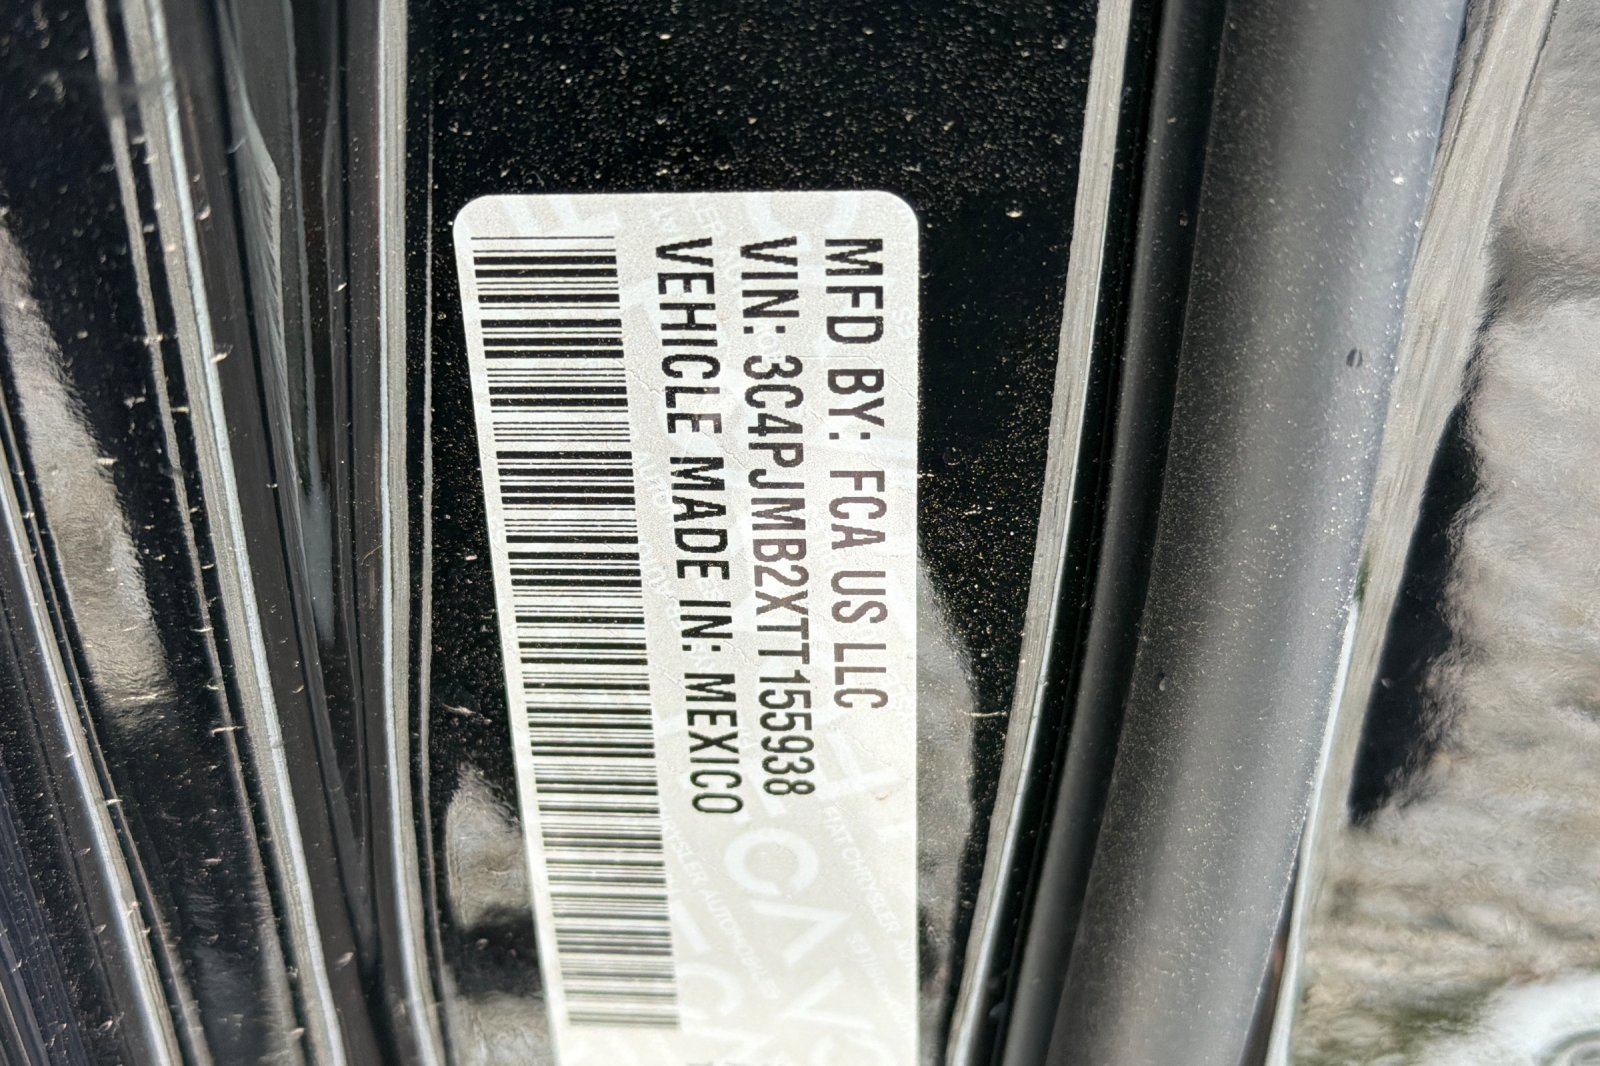 MFD BY: FCA US LLC
VIN: 3C4PJMB2XTT155938
VEHICLE MADE IN: MEXICO